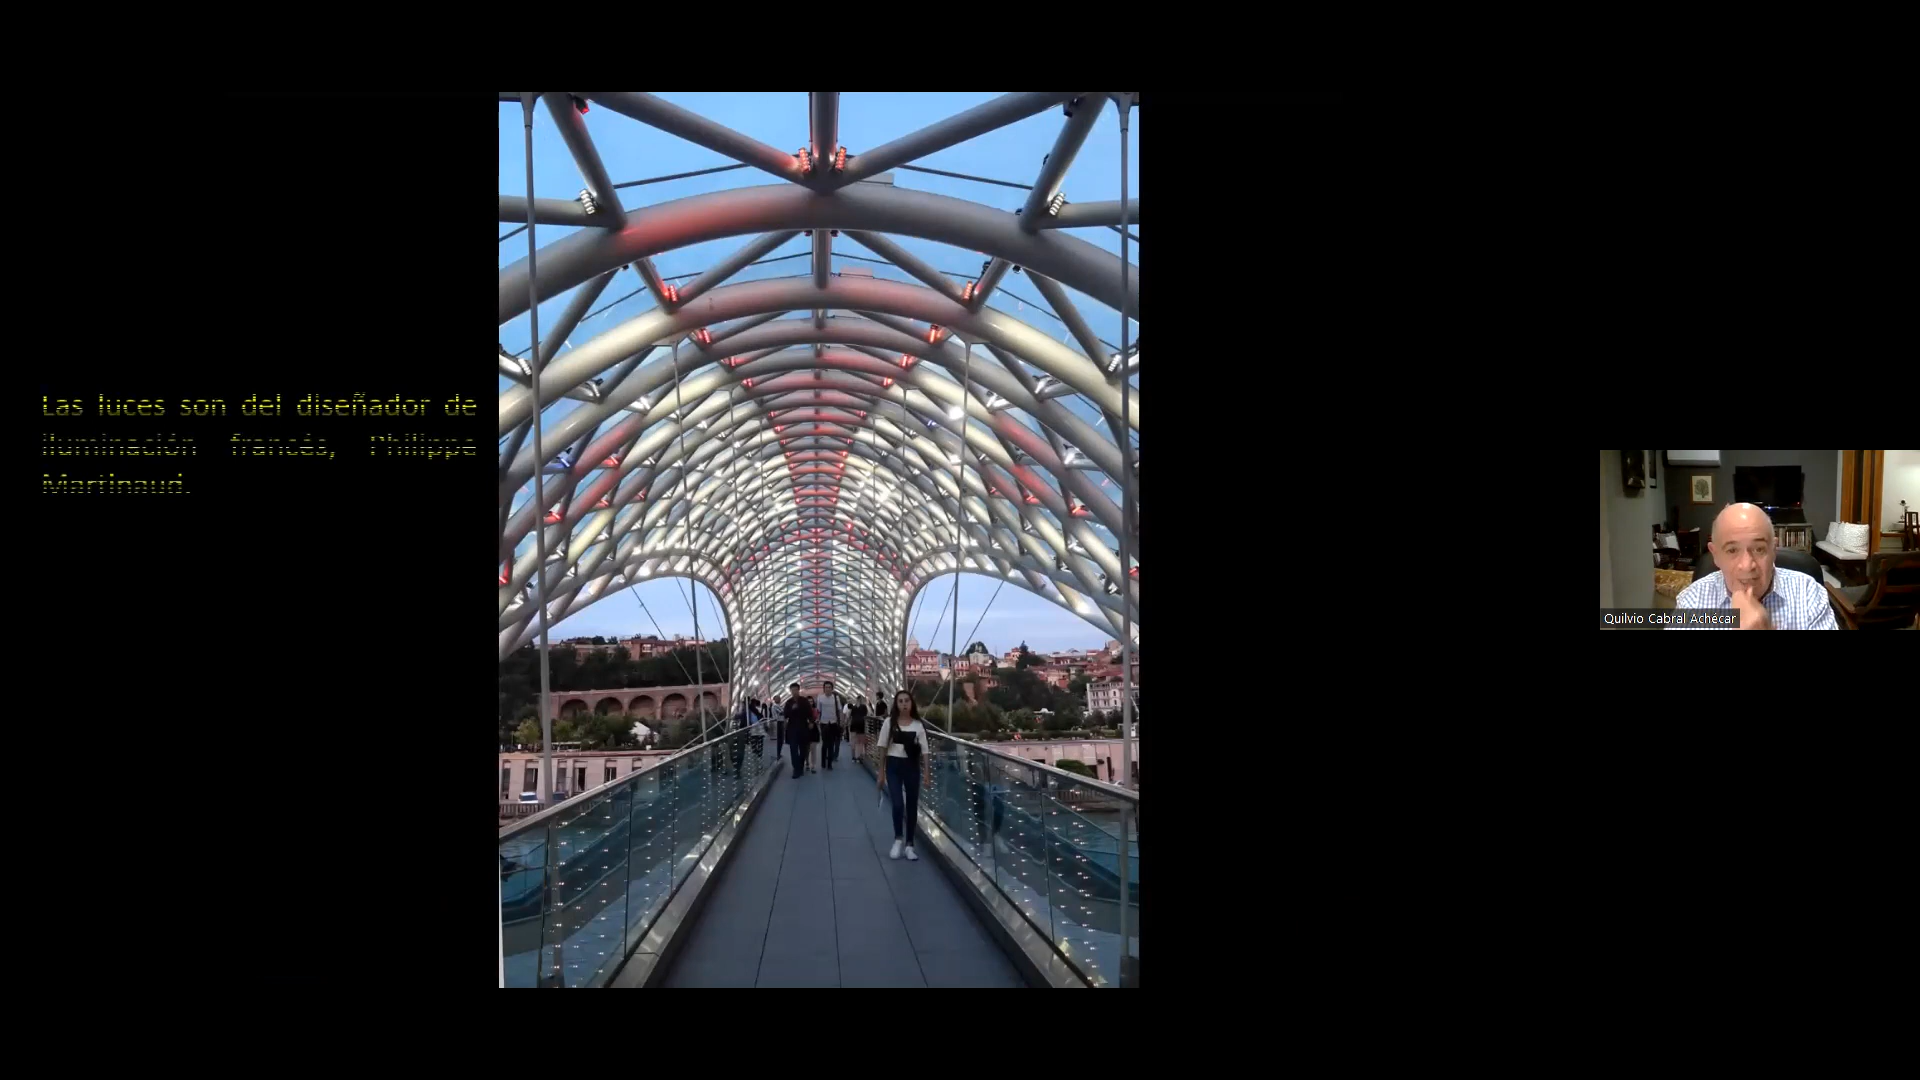 Las luces son del diseñador de
iluminación francés, Philippe
Martinaud.
Quilvio Cabral Achécar